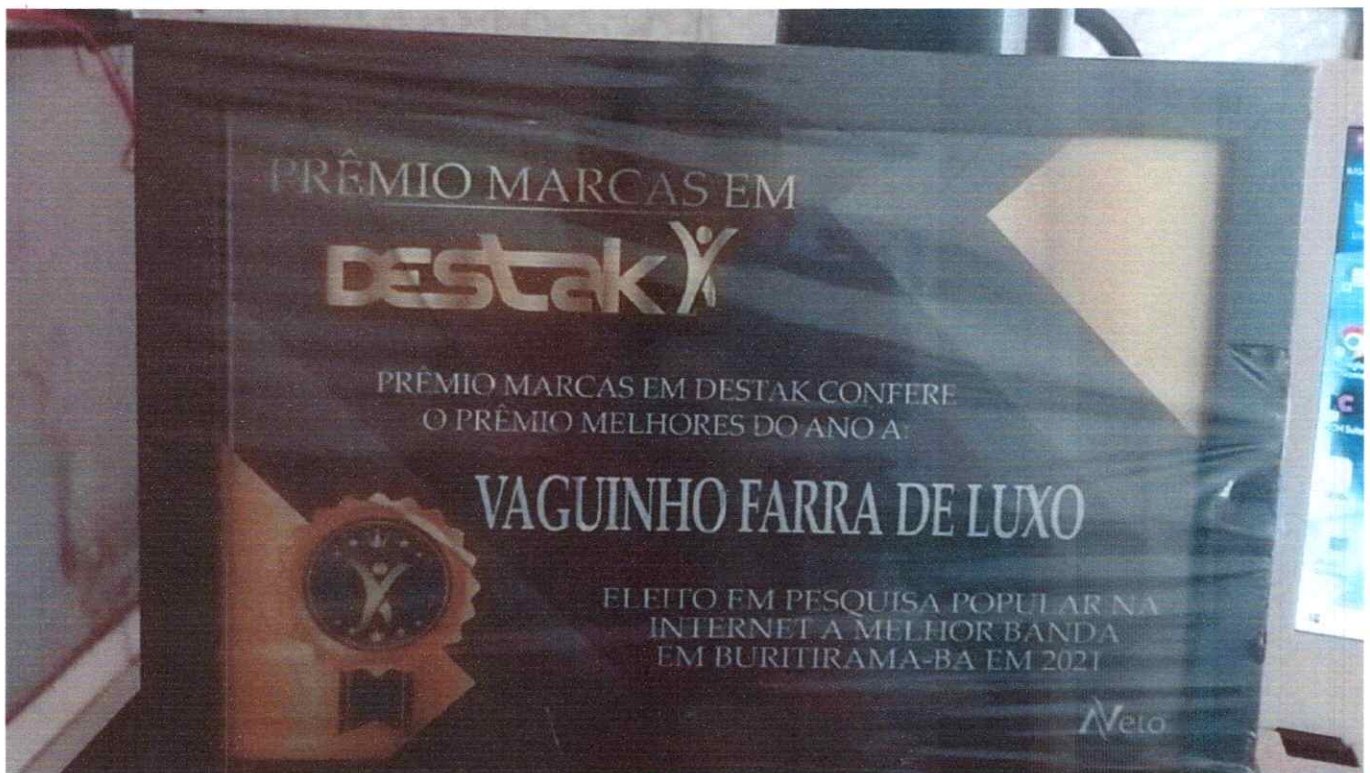 PRÊMIO MARCAS EM
DEStak
PRÊMIO MARCAS EM DESTAK CONFERE
O PRÊMIO MELHORES DO ANO A:
VAGUINHO FARRA DE LUXO
ELEITO EM PESQUISA POPULAR NA
INTERNET A MELHOR BANDA
EM BURITIRAMA-BA EM 2021